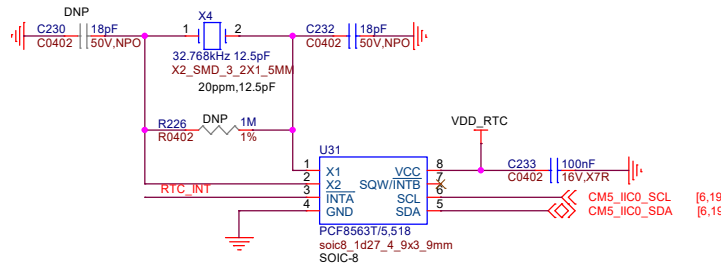 DNP
C230 18pF
C0402 50V,NPO
X4
1 2
32.768kHz 12.5pF
X2_SMD_3_2X1_5MM
20ppm,12.5pF
C232 18pF
C0402 50V,NPO
DNP
R226 1M
R0402 1%
U31
VDD_RTC
1 X1 VCC 8
2 X2 SQW/INTB 7
RTC_INT
3 INTA SCL 6
4 GND SDA 5
PCF8563T/5,518
soic8_1d27_4_9x3_9mm
SOIC-8
C233 100nF
C0402 16V,X7R
CM5_IIC0_SCL [6,19
CM5_IIC0_SDA [6,19